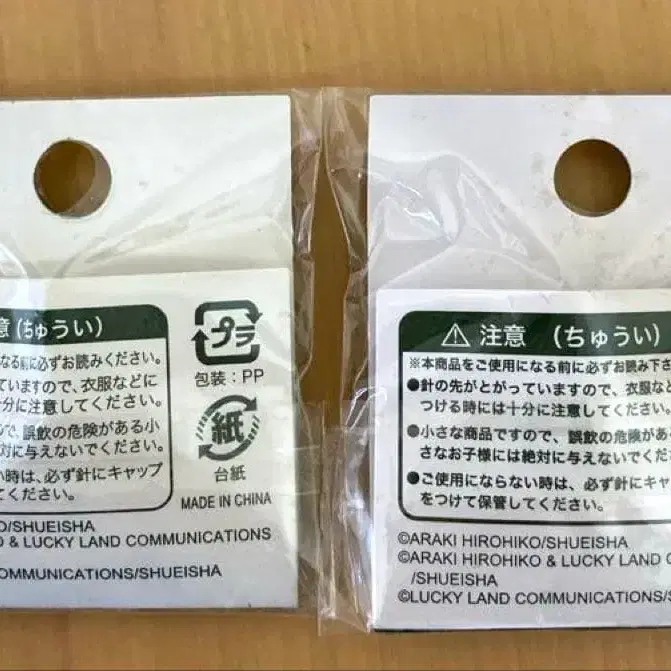 意(ちゅうい)
なる前に必ずお読みください。
っていますので、衣服などに
十分に注意してください。
ので、誤飲の危険がある小
対に与えないでください。
い時は、必ず針にキャップ
てください。
プラ
包装:PP
紙
台紙
MADE IN CHINA
O/SHUEISHA
O & LUCKY LAND COMMUNICATIONS
OMMUNICATIONS/SHUEISHA
⚠ 注意 (ちゅうい)
※本商品をご使用になる前に必ずお読み下さ
●針の先がとがっていますので、衣服な
つける時には十分に注意してください。
●小さな商品ですので、誤飲の危険がある
さなお子様には絶対に与えないでくださ
●ご使用にならない時は、必ず針にキャ
をつけて保管してください。
©ARAKI HIROHIKO/SHUEISHA
©ARAKI HIROHIKO & LUCKY LAND C
/SHUEISHA
©LUCKY LAND COMMUNICATIONS/S